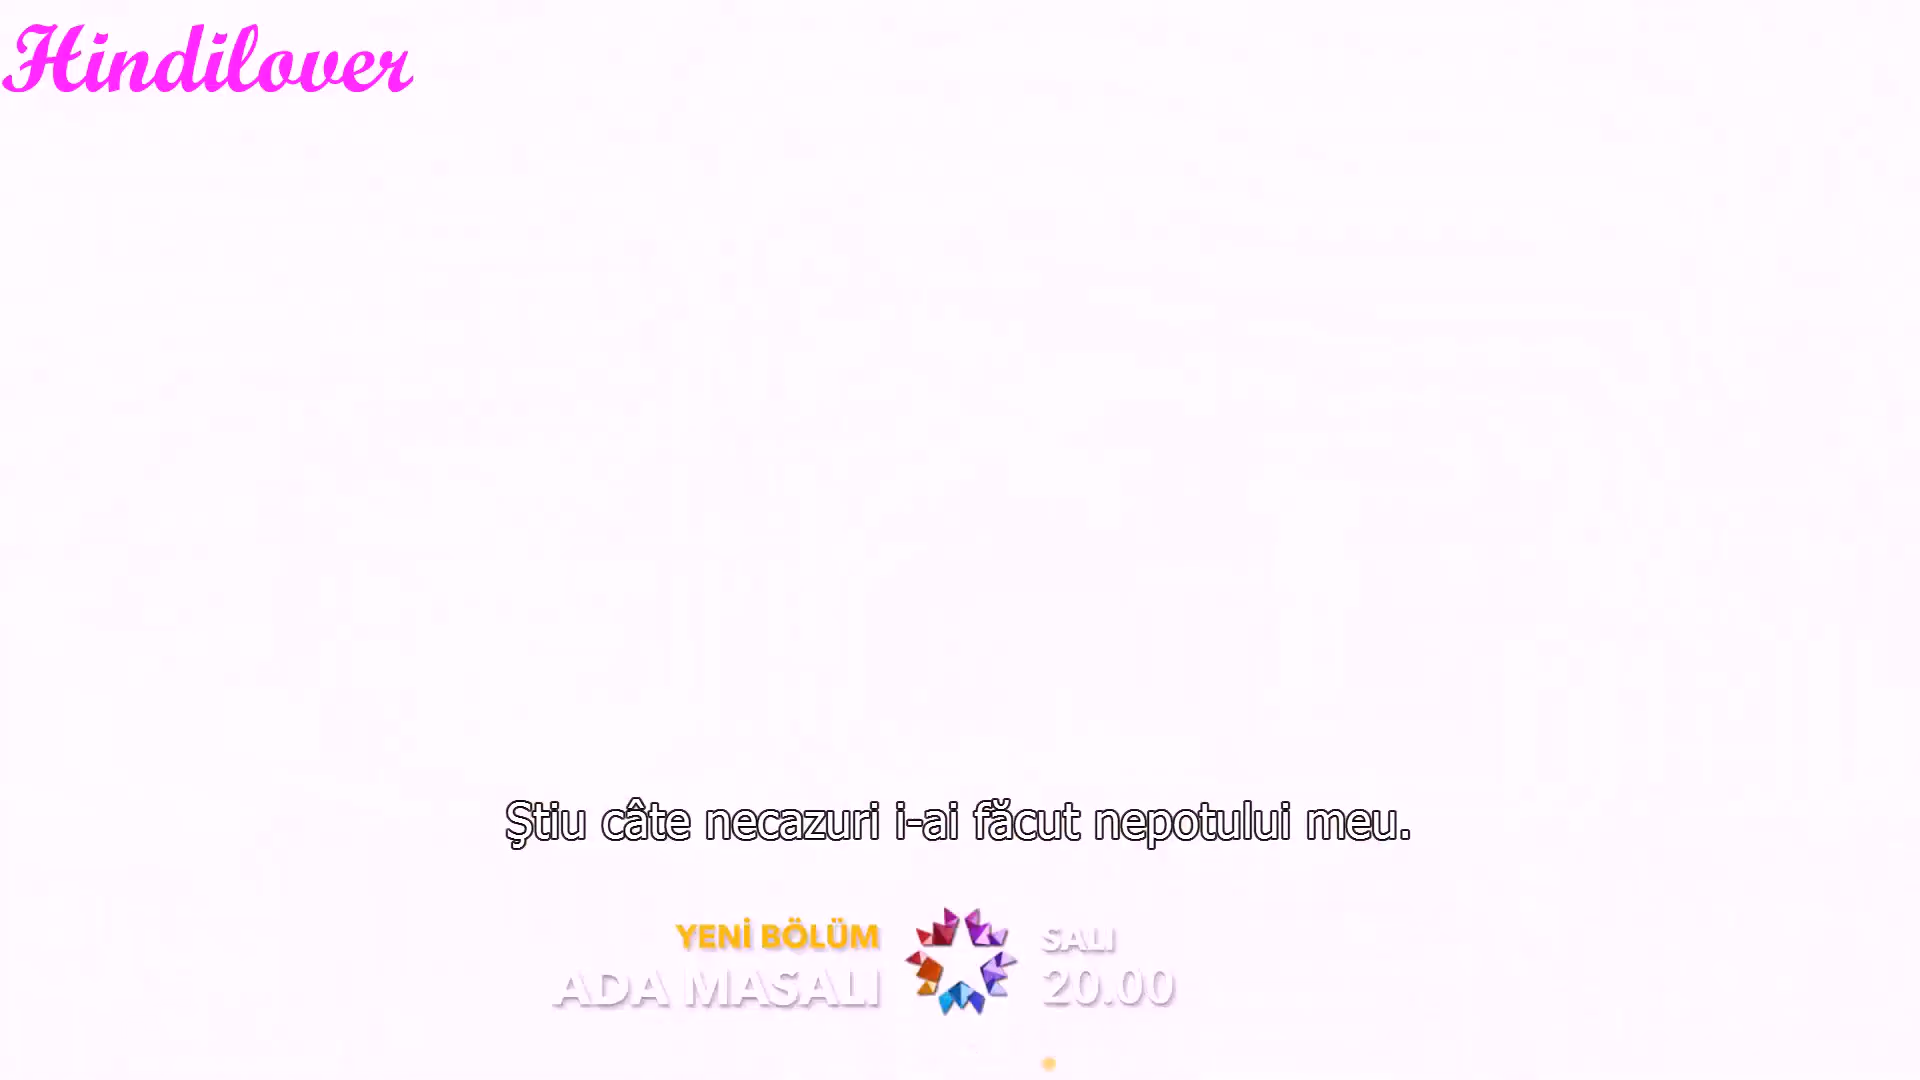 Hindilover
Ştiu câte necazuri i-ai făcut nepotului meu.
YENİ BÖLÜM
ADA MASALI
SALI
20.00